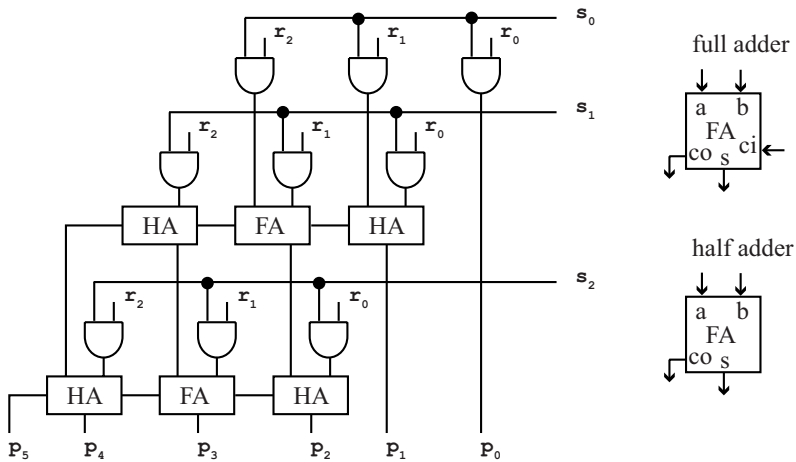 s₀
r₂ r₁ r₀
full adder
a b
FA
ci
co s
s₁
r₂ r₁ r₀
HA FA HA
half adder
s₂
r₂ r₁ r₀
a b
FA
co s
HA FA HA
p₅ p₄ p₃ p₂ p₁ p₀